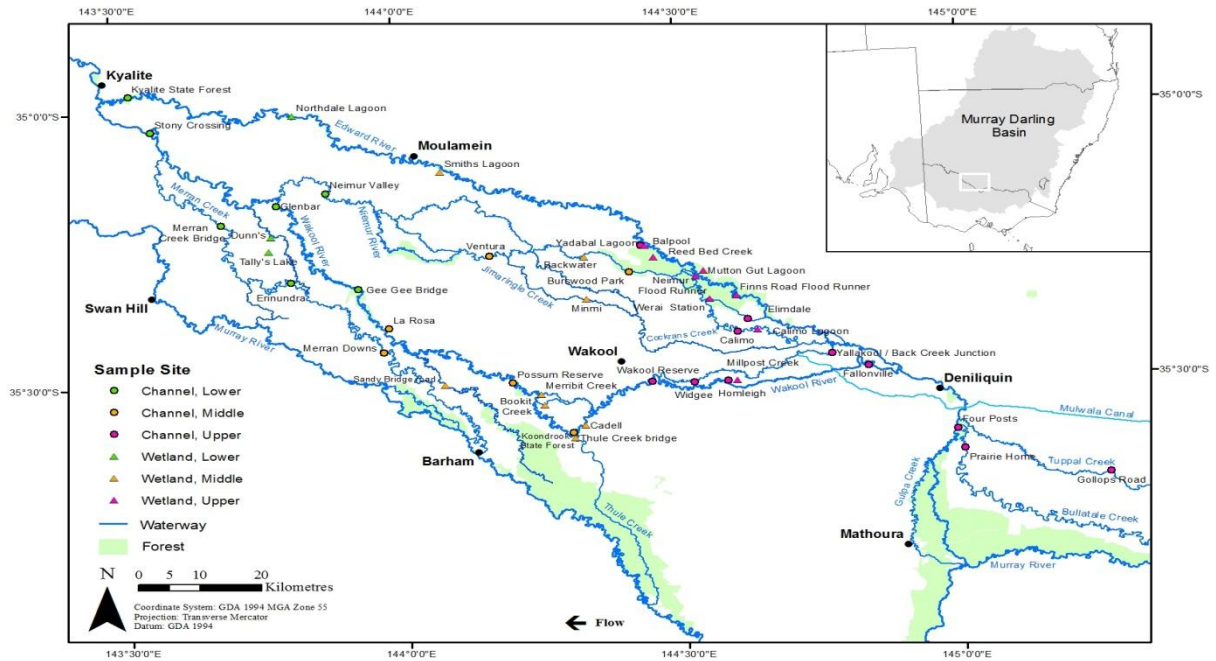 143°30'0"E
144°0'0"E
144°30'0"E
145°0'0"E
Kyalite
Kyalite State Forest
35°0'0"S
35°0'0"S
Northdale Lagoon
Stony Crossing
Edward River
Moulamein
Smiths Lagoon
Murray Darling
Basin
Neimur Valley
Merran Creek
Glenbar
Wakool River
Niemur River
Merran
Creek Bridge
Dunn's
Tally's Lake
Ventura
Yadabal Lagoon
Balpool
Reed Bed Creek
Backwater
Burswood Park
Neimur
Flood Runner
Mutton Gut Lagoon
Finns Road Flood Runner
Jimaringle Creek
Ennundra
Gee Gee Bridge
Minmi
Werai Station
Elimdale
Swan Hill
La Rosa
Cockrans Creek
Calimo
Calimo Lagoon
Murray River
Merran Downs
Wakool
Millpost Creek
Yallakool / Back Creek Junction
Sandy Bridge Road
Possum Reserve
Wakool Reserve
Fallonville
Merribit Creek
Widgee
Homleigh
Wakool River
Deniliquin
35°30'0"S
35°30'0"S
Bookit
Creek
Mulwala Canal
Cadell
Four Posts
Koondrook
State Forest
Thule Creek bridge
Prairie Home
Barham
Tuppal Creek
Gollops Road
Gulpa Creek
Thule Creek
Bullatale Creek
Mathoura
Murray River
Sample Site
Channel, Lower
Channel, Middle
Channel, Upper
Wetland, Lower
Wetland, Middle
Wetland, Upper
Waterway
Forest
N
0 5 10 20
Kilometres
Coordinate System: GDA 1994 MGA Zone 55
Projection: Transverse Mercator
Datum: GDA 1994
Flow
143°30'0"E
144°0'0"E
144°30'0"E
145°0'0"E